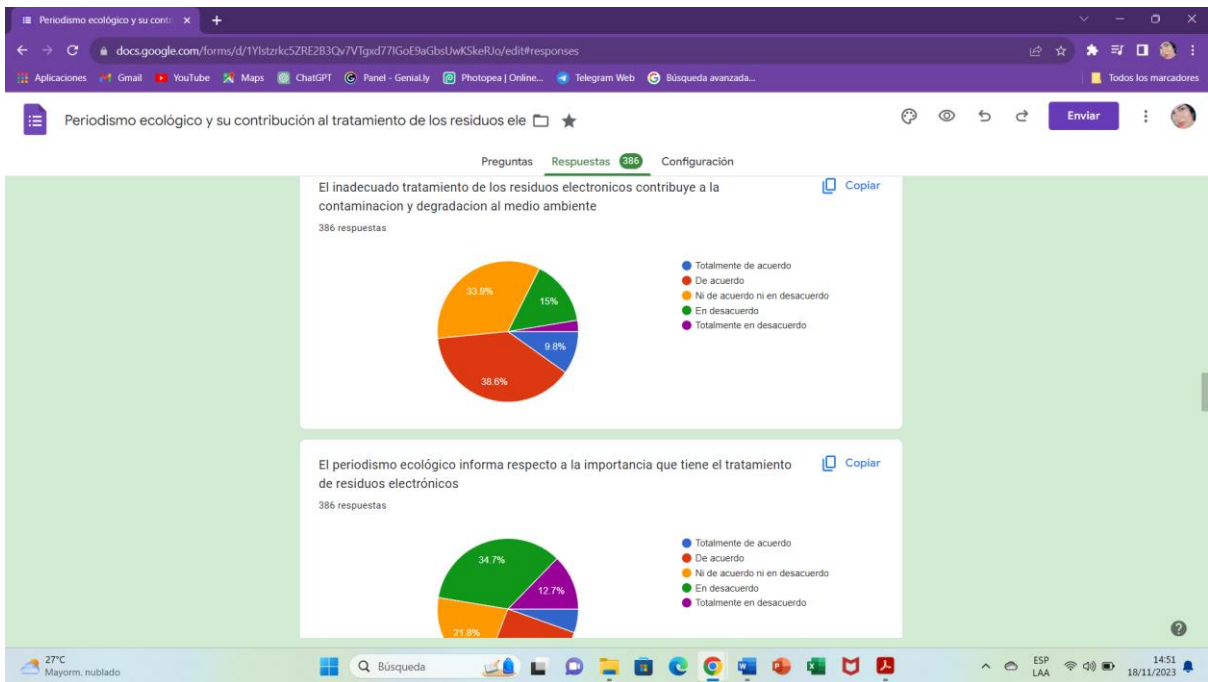 Periodismo ecológico y su contr
docs.google.com/forms/d/1YIstzrkc5ZRE2B3Qv7VTgxd77IGoE9aGbsUwKSkeRJo/edit#responses
Aplicaciones Gmail YouTube Maps ChatGPT Panel - Genial.ly Photopea | Online... Telegram Web Búsqueda avanzada... Todos los marcadores
Periodismo ecológico y su contribución al tratamiento de los residuos ele
Enviar
Preguntas Respuestas 386 Configuración
El inadecuado tratamiento de los residuos electronicos contribuye a la
contaminacion y degradacion al medio ambiente
Copiar
386 respuestas
33.9%
15%
9.8%
38.6%
Totalmente de acuerdo
De acuerdo
Ni de acuerdo ni en desacuerdo
En desacuerdo
Totalmente en desacuerdo
El periodismo ecológico informa respecto a la importancia que tiene el tratamiento
de residuos electrónicos
Copiar
386 respuestas
34.7%
12.7%
21.8%
Totalmente de acuerdo
De acuerdo
Ni de acuerdo ni en desacuerdo
En desacuerdo
Totalmente en desacuerdo
27°C
Mayorm. nublado
Búsqueda
ESP
LAA
14:51
18/11/2023